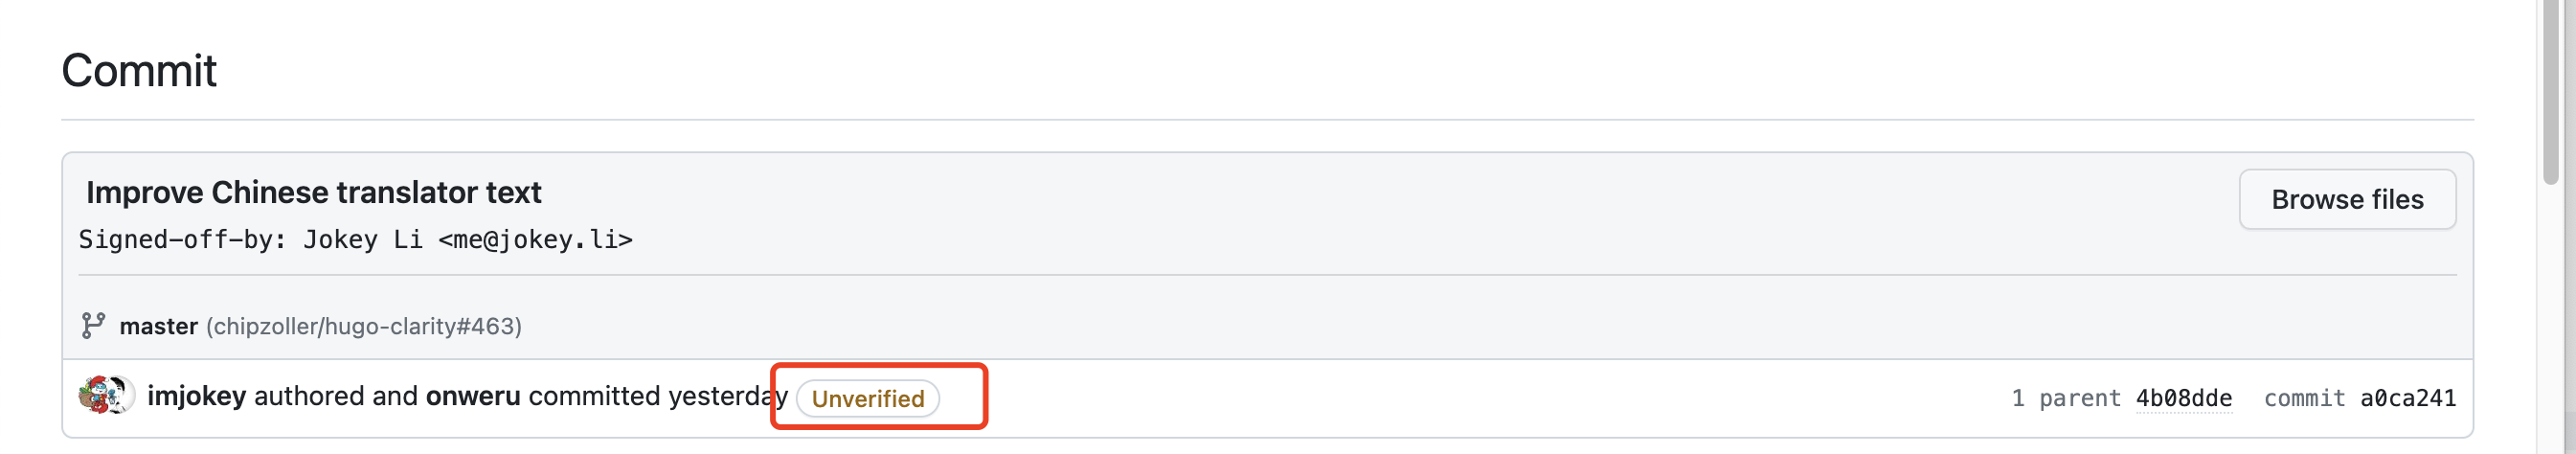 Commit
Improve Chinese translator text
Browse files
Signed-off-by: Jokey Li <me@jokey.li>
master (chipzoller/hugo-clarity#463)
imjokey authored and onweru committed yesterday Unverified 1 parent 4b08dde commit a0ca241